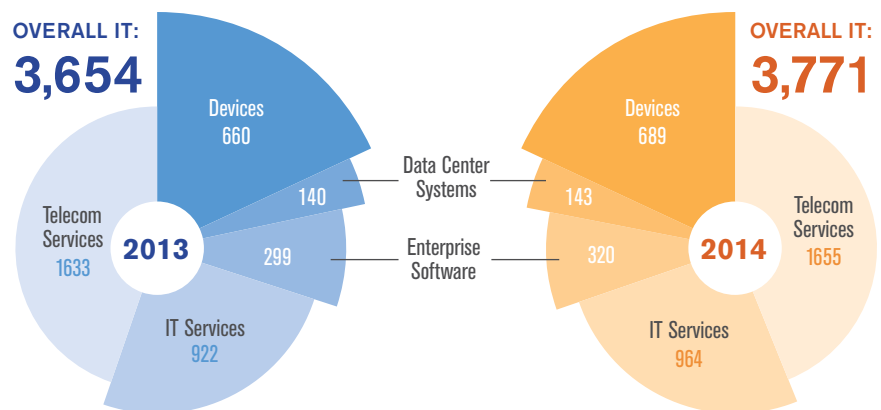 OVERALL IT:
3,654
Devices
660
140
299
Telecom
Services
1633
2013
IT Services
922
Data Center
Systems
Enterprise
Software
OVERALL IT:
3,771
Devices
689
143
320
Telecom
Services
1655
2014
IT Services
964